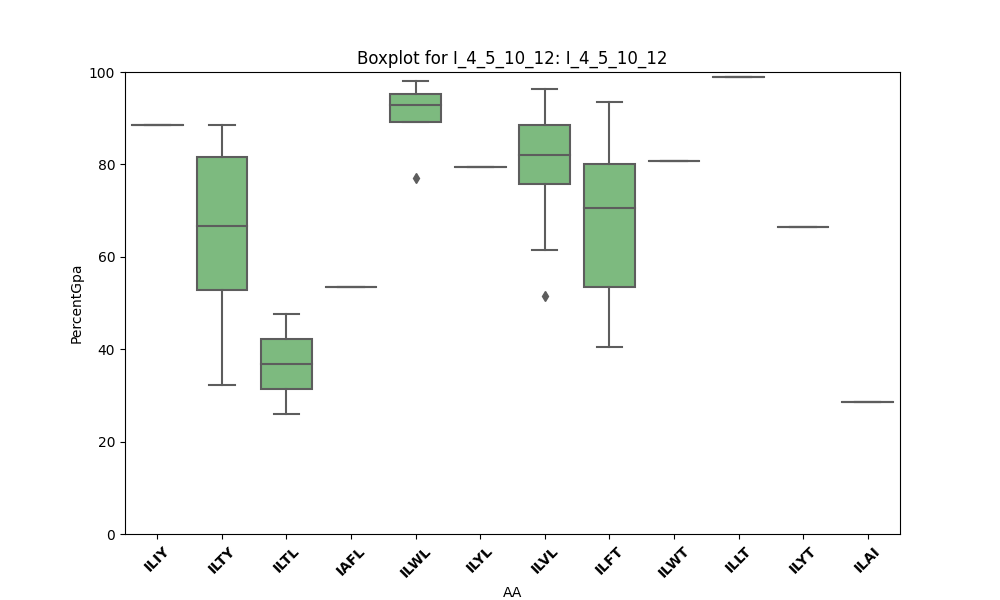 Boxplot for I_4_5_10_12: I_4_5_10_12
PercentGpa
100
80
60
40
20
0
ILIY ILTY ILTL IAFL ILWL ILYL ILVL ILFT ILWT ILLT ILYT ILAI
AA